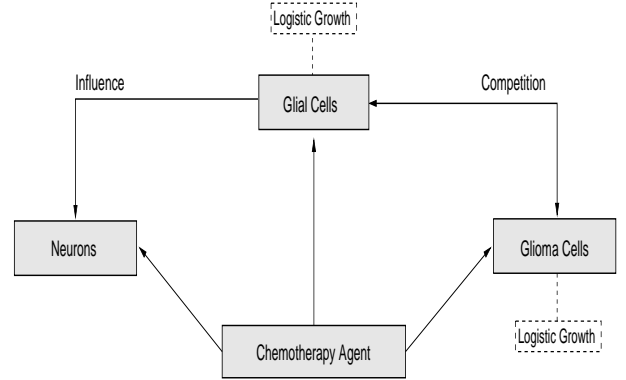 Logistic Growth
Influence
Competition
Glial Cells
Neurons
Glioma Cells
Logistic Growth
Chemotherapy Agent